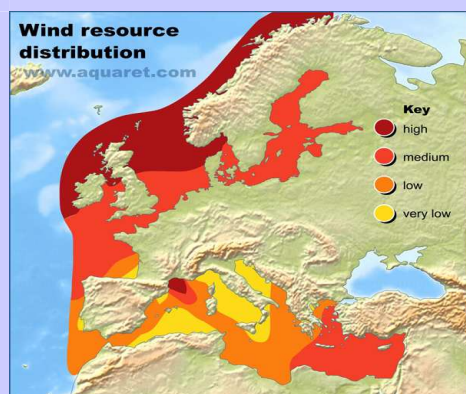 Wind resource
distribution
www.aquaret.com
Key
high
medium
low
very low